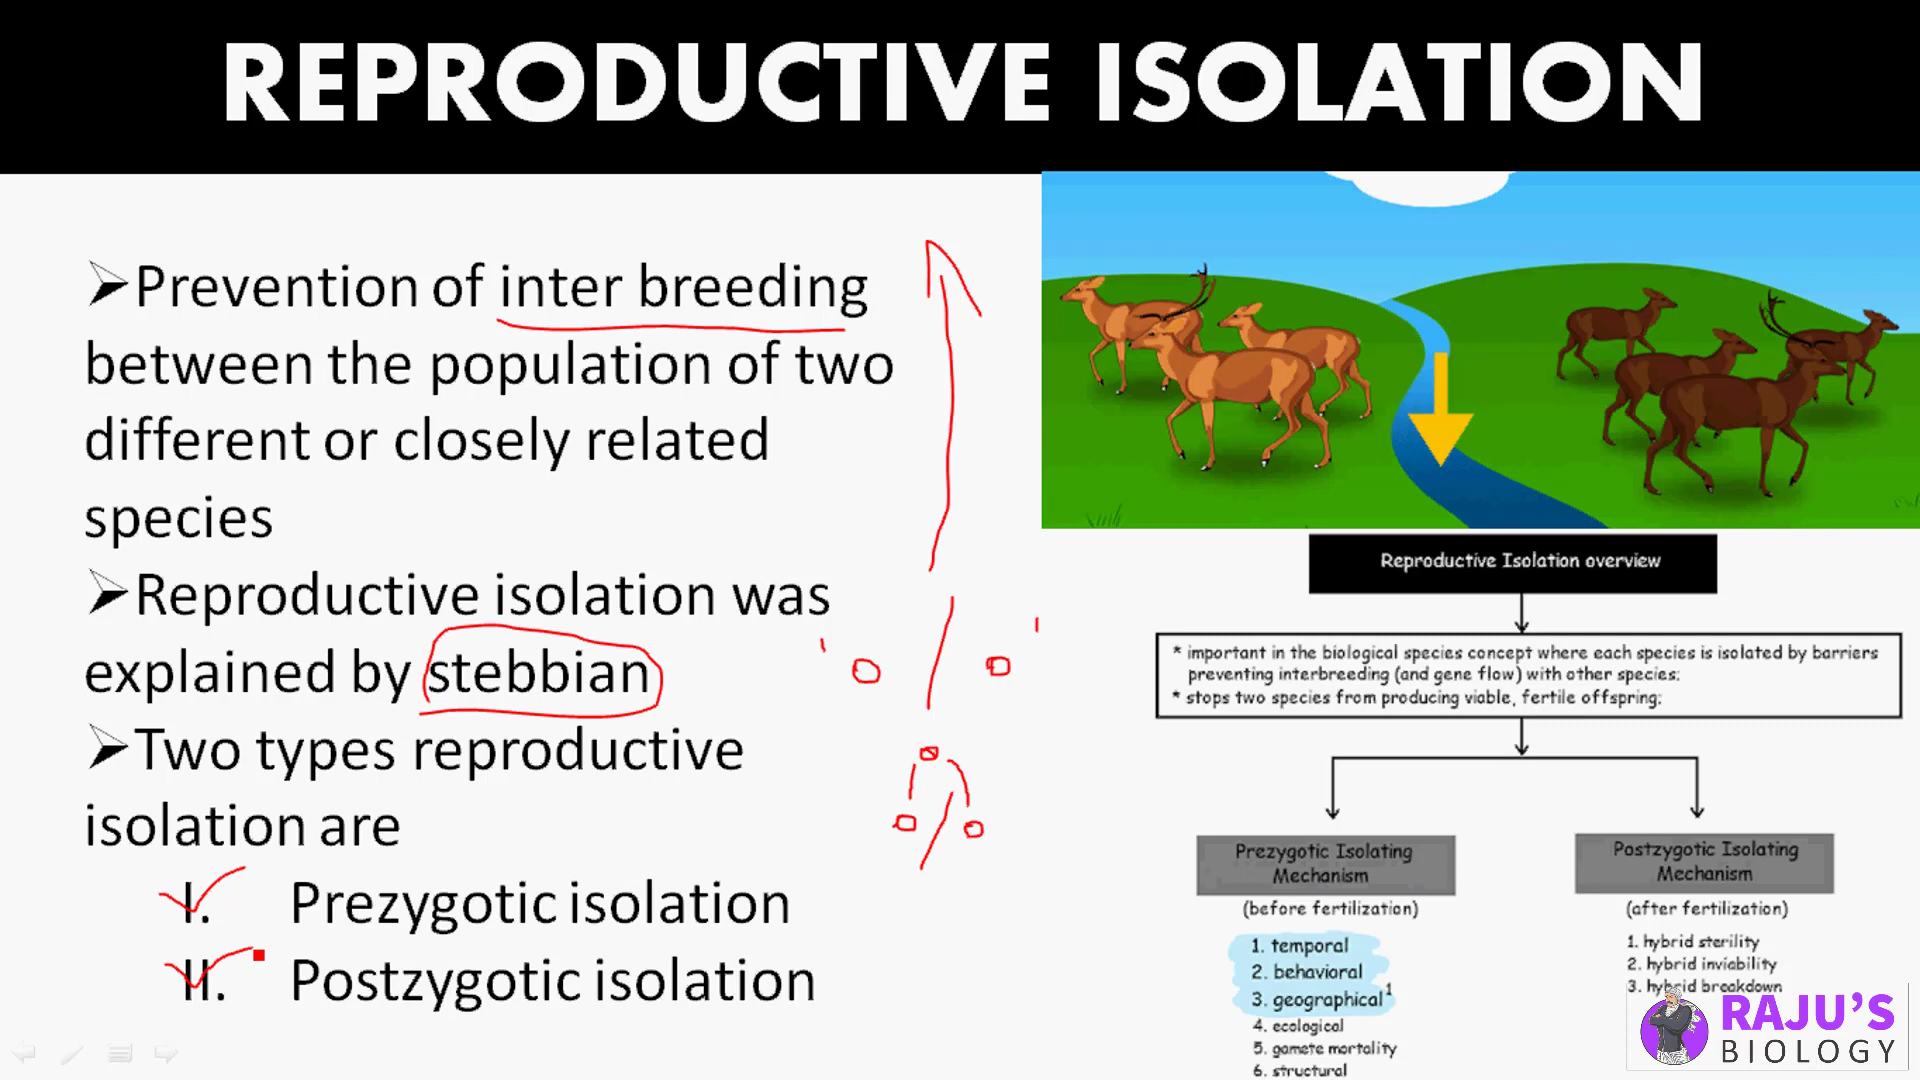 REPRODUCTIVE ISOLATION
➢Prevention of inter breeding
between the population of two
different or closely related
species
➢Reproductive isolation was
explained by stebbian
➢Two types reproductive
isolation are
I. Prezygotic isolation
II. Postzygotic isolation
Reproductive Isolation overview
* important in the biological species concept where each species is isolated by barriers
preventing interbreeding (and gene flow) with other species;
* stops two species from producing viable, fertile offspring;
Prezygotic Isolating
Mechanism
(before fertilization)
1. temporal
2. behavioral
3. geographical¹
4. ecological
5. gamete mortality
6. structural
Postzygotic Isolating
Mechanism
(after fertilization)
1. hybrid sterility
2. hybrid inviability
3. hybrid breakdown
RAJU'S
BIOLOGY